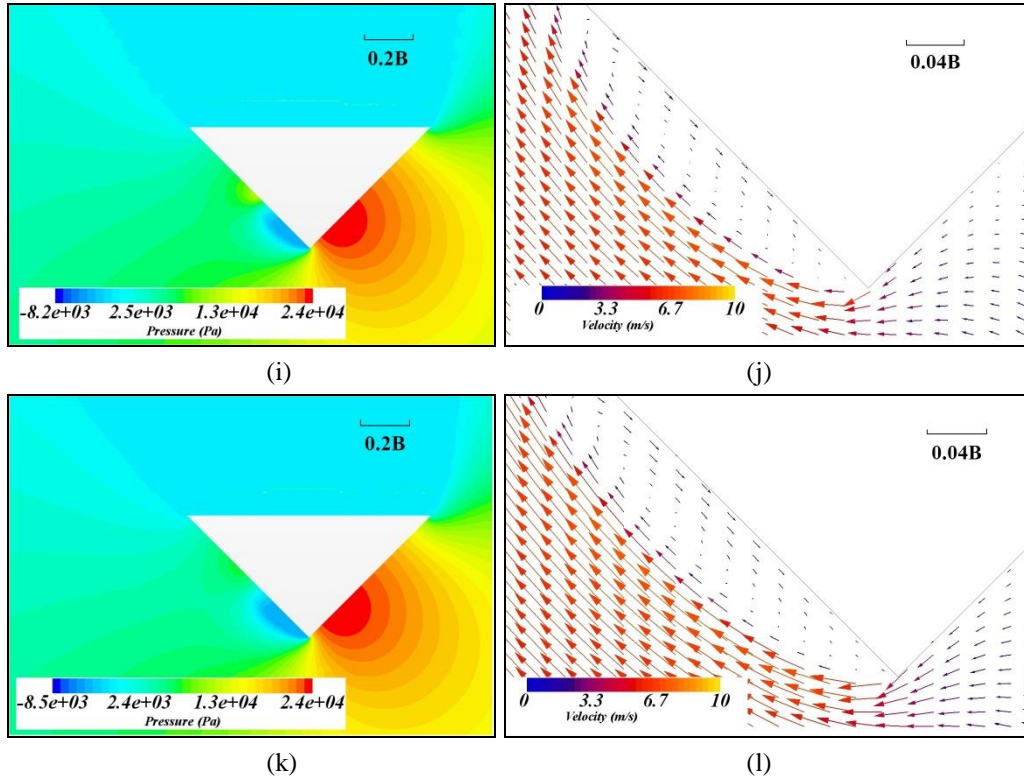 0.2B
-8.2e+03 2.5e+03 1.3e+04 2.4e+04
Pressure (Pa)
(i)
0.04B
0 3.3 6.7 10
Velocity (m/s)
(j)
0.2B
-8.5e+03 2.4e+03 1.3e+04 2.4e+04
Pressure (Pa)
(k)
0.04B
0 3.3 6.7 10
Velocity (m/s)
(l)